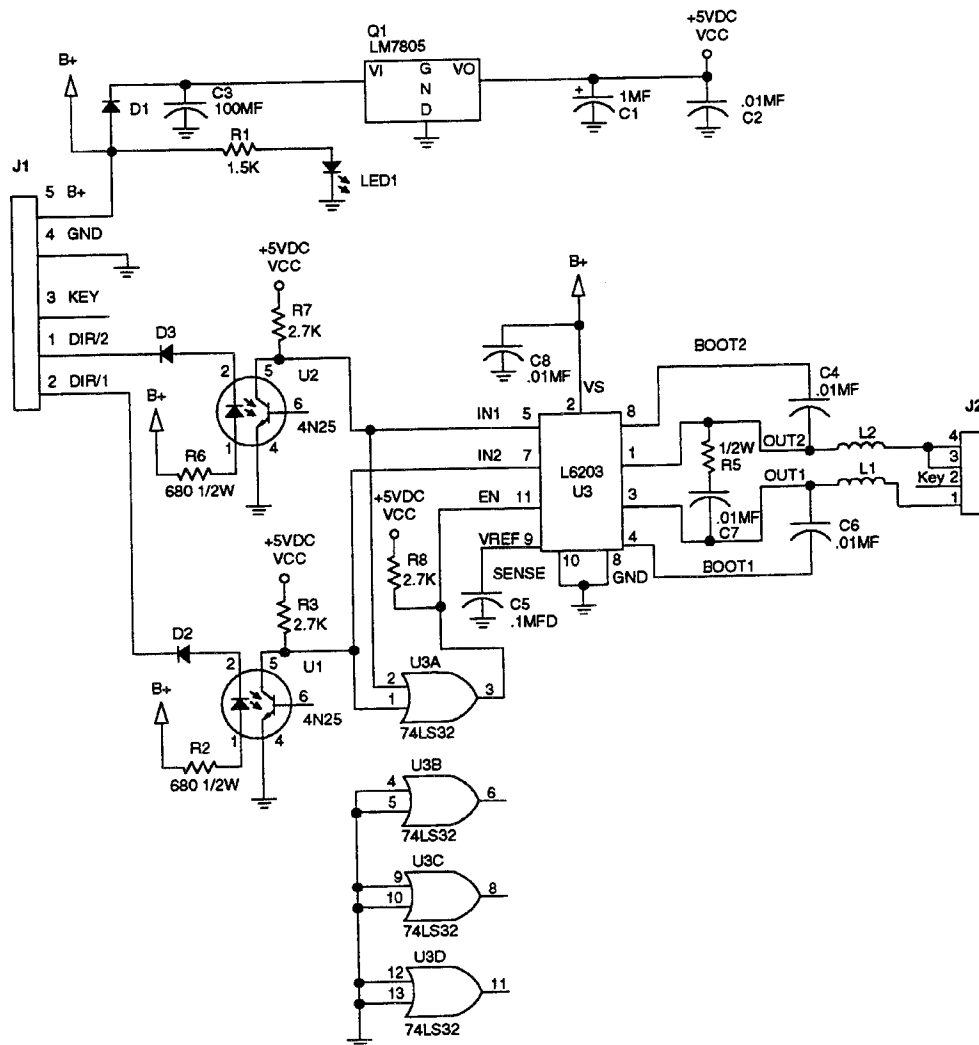 Q1
LM7805
VI
G
N
D
VO
+5VDC
VCC
B+
D1
C3
100MF
1MF
C1
.01MF
C2
R1
1.5K
LED1
J1
5 B+
4 GND
3 KEY
1 DIR/2
2 DIR/1
+5VDC
VCC
R7
2.7K
D3
2
5
U2
6
4N25
1
4
B+
R6
680 1/2W
B+
C8
.01MF
VS
2
BOOT2
8
C4
.01MF
IN1
5
IN2
7
EN
11
VREF 9
L6203
U3
1
3
4
1/2W
R5
OUT2
L2
OUT1
L1
J2
4
3
Key 2
1
.01MF
C7
C6
.01MF
BOOT1
SENSE
10
8
GND
+5VDC
VCC
R8
2.7K
C5
.1MFD
+5VDC
VCC
R3
2.7K
D2
2
5
U1
6
4N25
1
4
B+
R2
680 1/2W
U3A
2
1
3
74LS32
U3B
4
5
6
74LS32
U3C
9
10
8
74LS32
U3D
12
13
11
74LS32